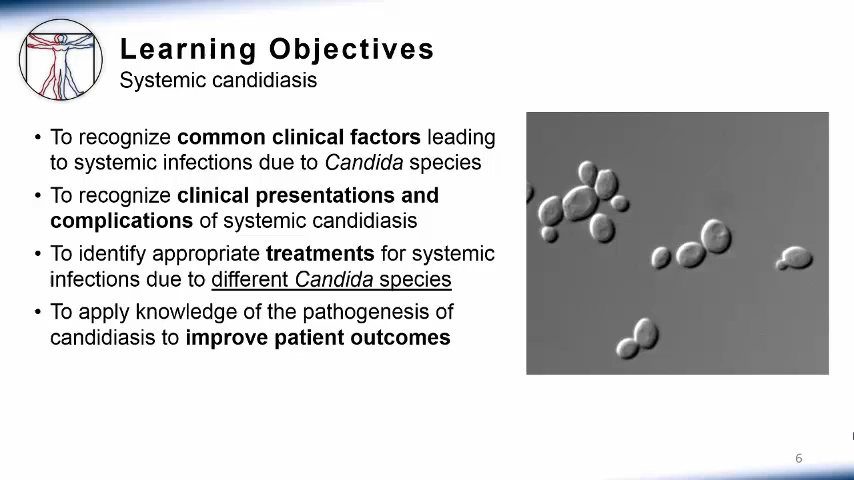 Learning Objectives
Systemic candidiasis
• To recognize common clinical factors leading
to systemic infections due to Candida species
• To recognize clinical presentations and
complications of systemic candidiasis
• To identify appropriate treatments for systemic
infections due to different Candida species
• To apply knowledge of the pathogenesis of
candidiasis to improve patient outcomes
6